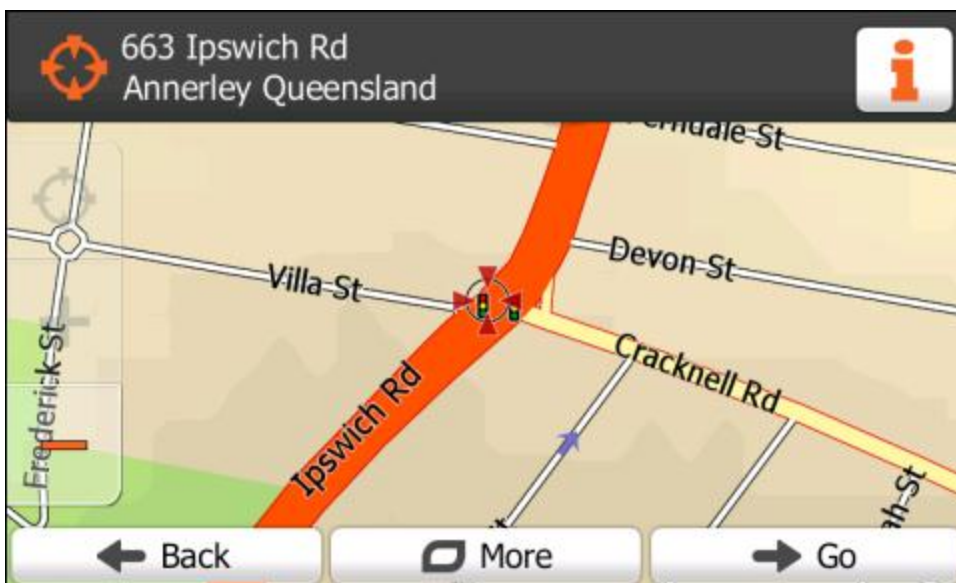 663 Ipswich Rd
Annerley Queensland
Devon St
Villa St
Cracknell Rd
Frederick St
Ipswich Rd
Back
More
Go